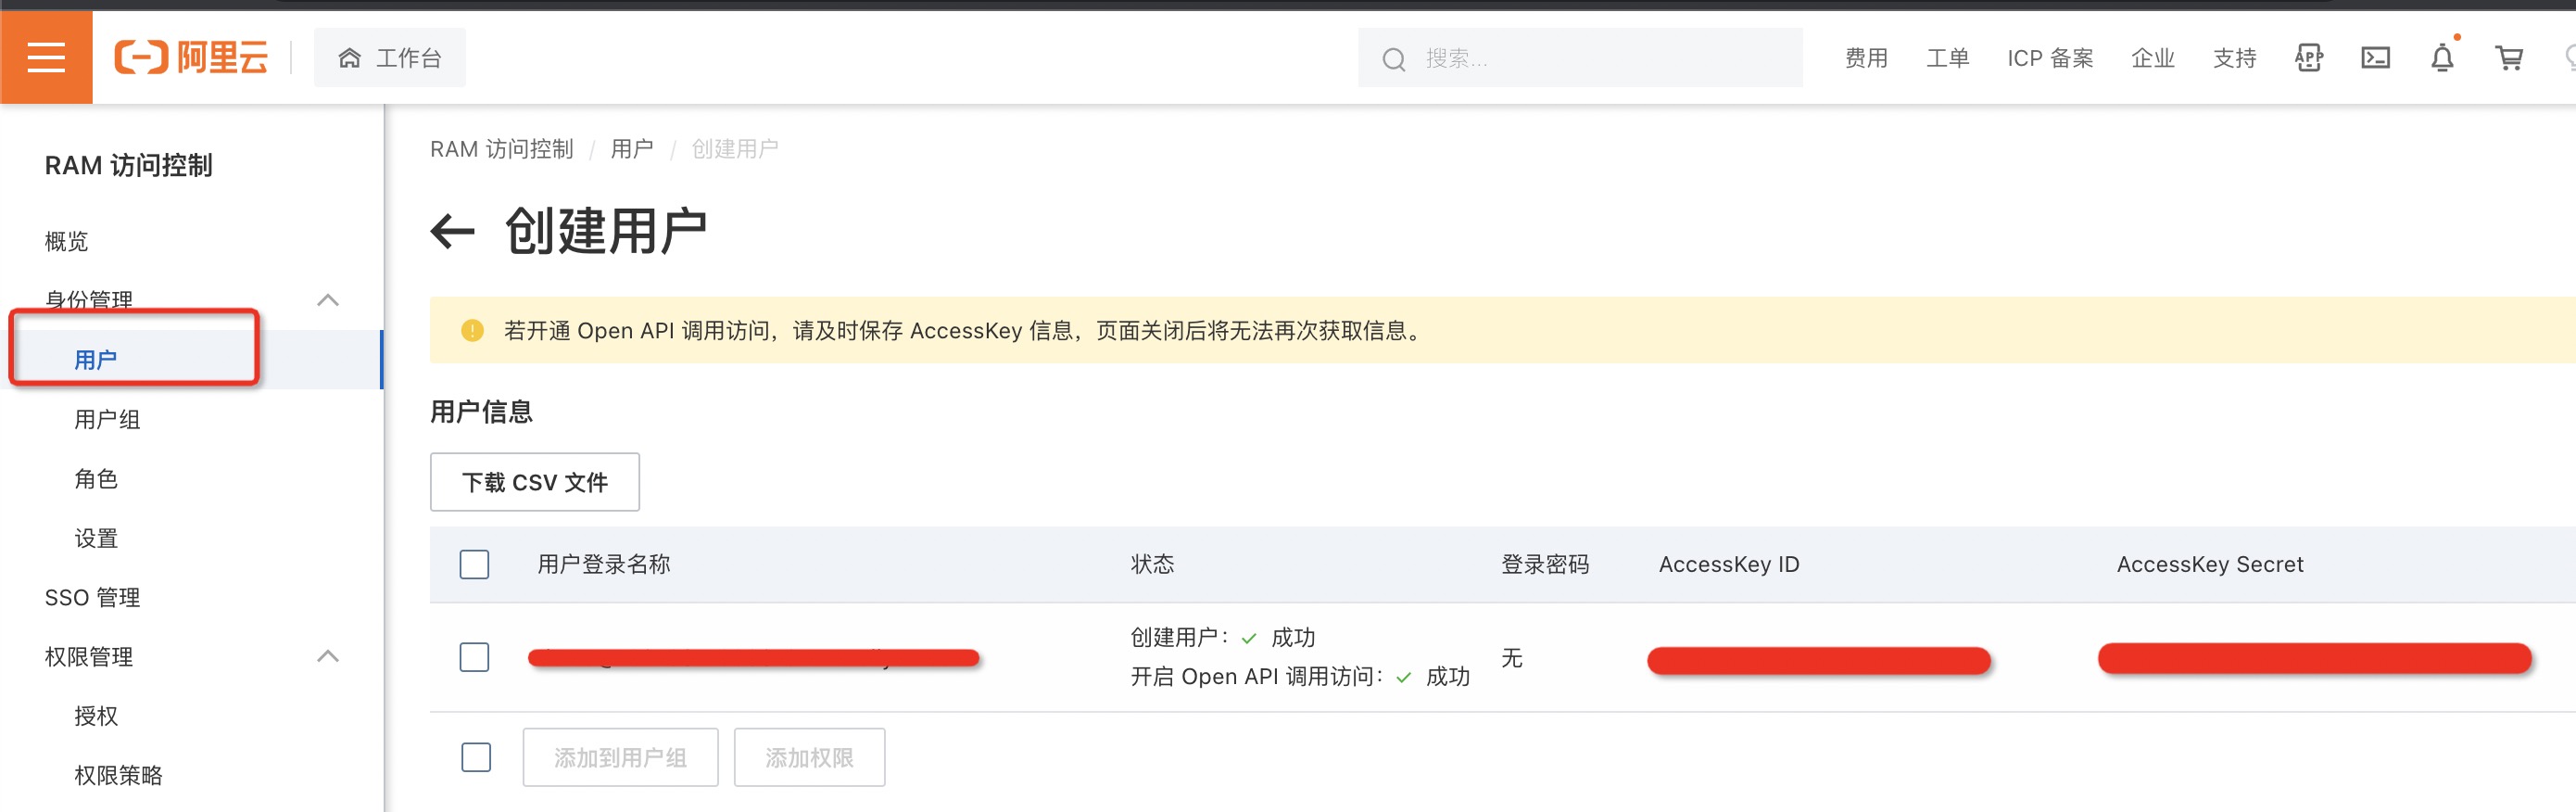 阿里云
工作台
搜索...
费用
工单
ICP 备案
企业
支持
APP
RAM 访问控制
概览
身份管理
用户
用户组
角色
设置
SSO 管理
权限管理
授权
权限策略
RAM 访问控制 / 用户 / 创建用户
创建用户
若开通 Open API 调用访问，请及时保存 AccessKey 信息，页面关闭后将无法再次获取信息。
用户信息
下载 CSV 文件
用户登录名称 状态 登录密码 AccessKey ID AccessKey Secret
创建用户： 成功
开启 Open API 调用访问： 成功
无
添加到用户组 添加权限